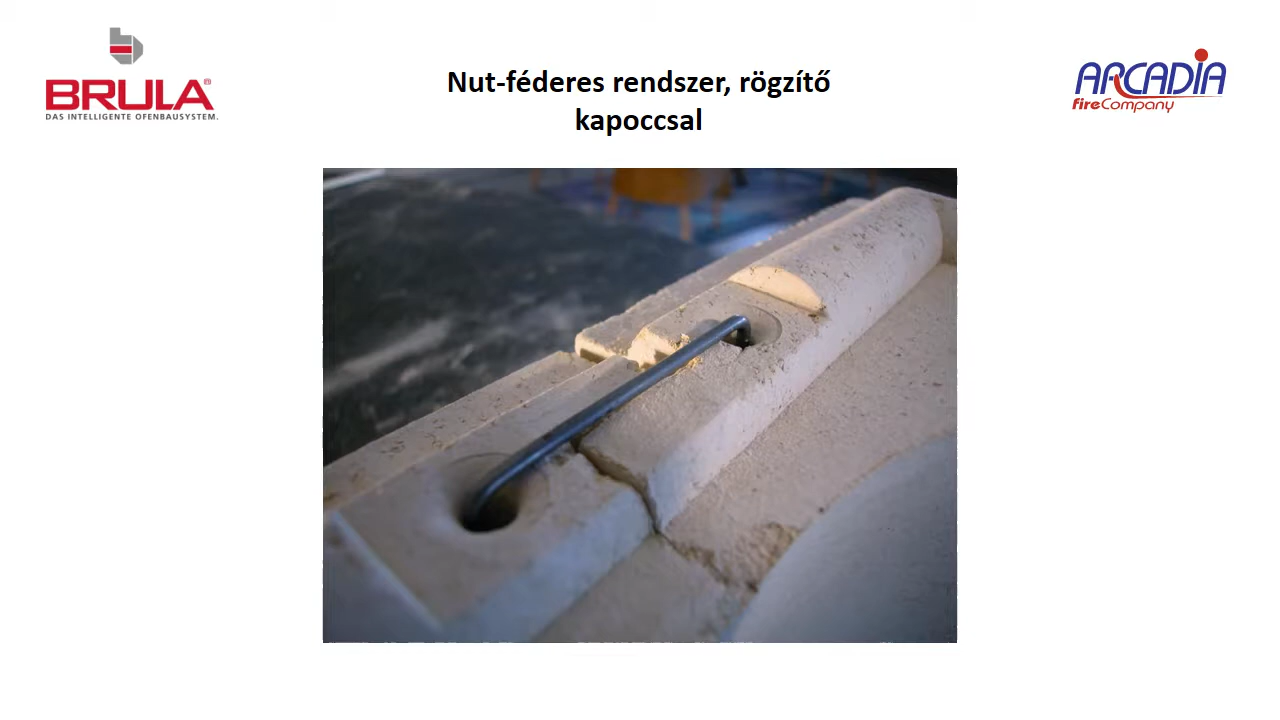 BRULA®
DAS INTELLIGENTE OFENBAUSYSTEM.
Nut-féderes rendszer, rögzítő
kapoccsal
ARCADIA
fireCompany